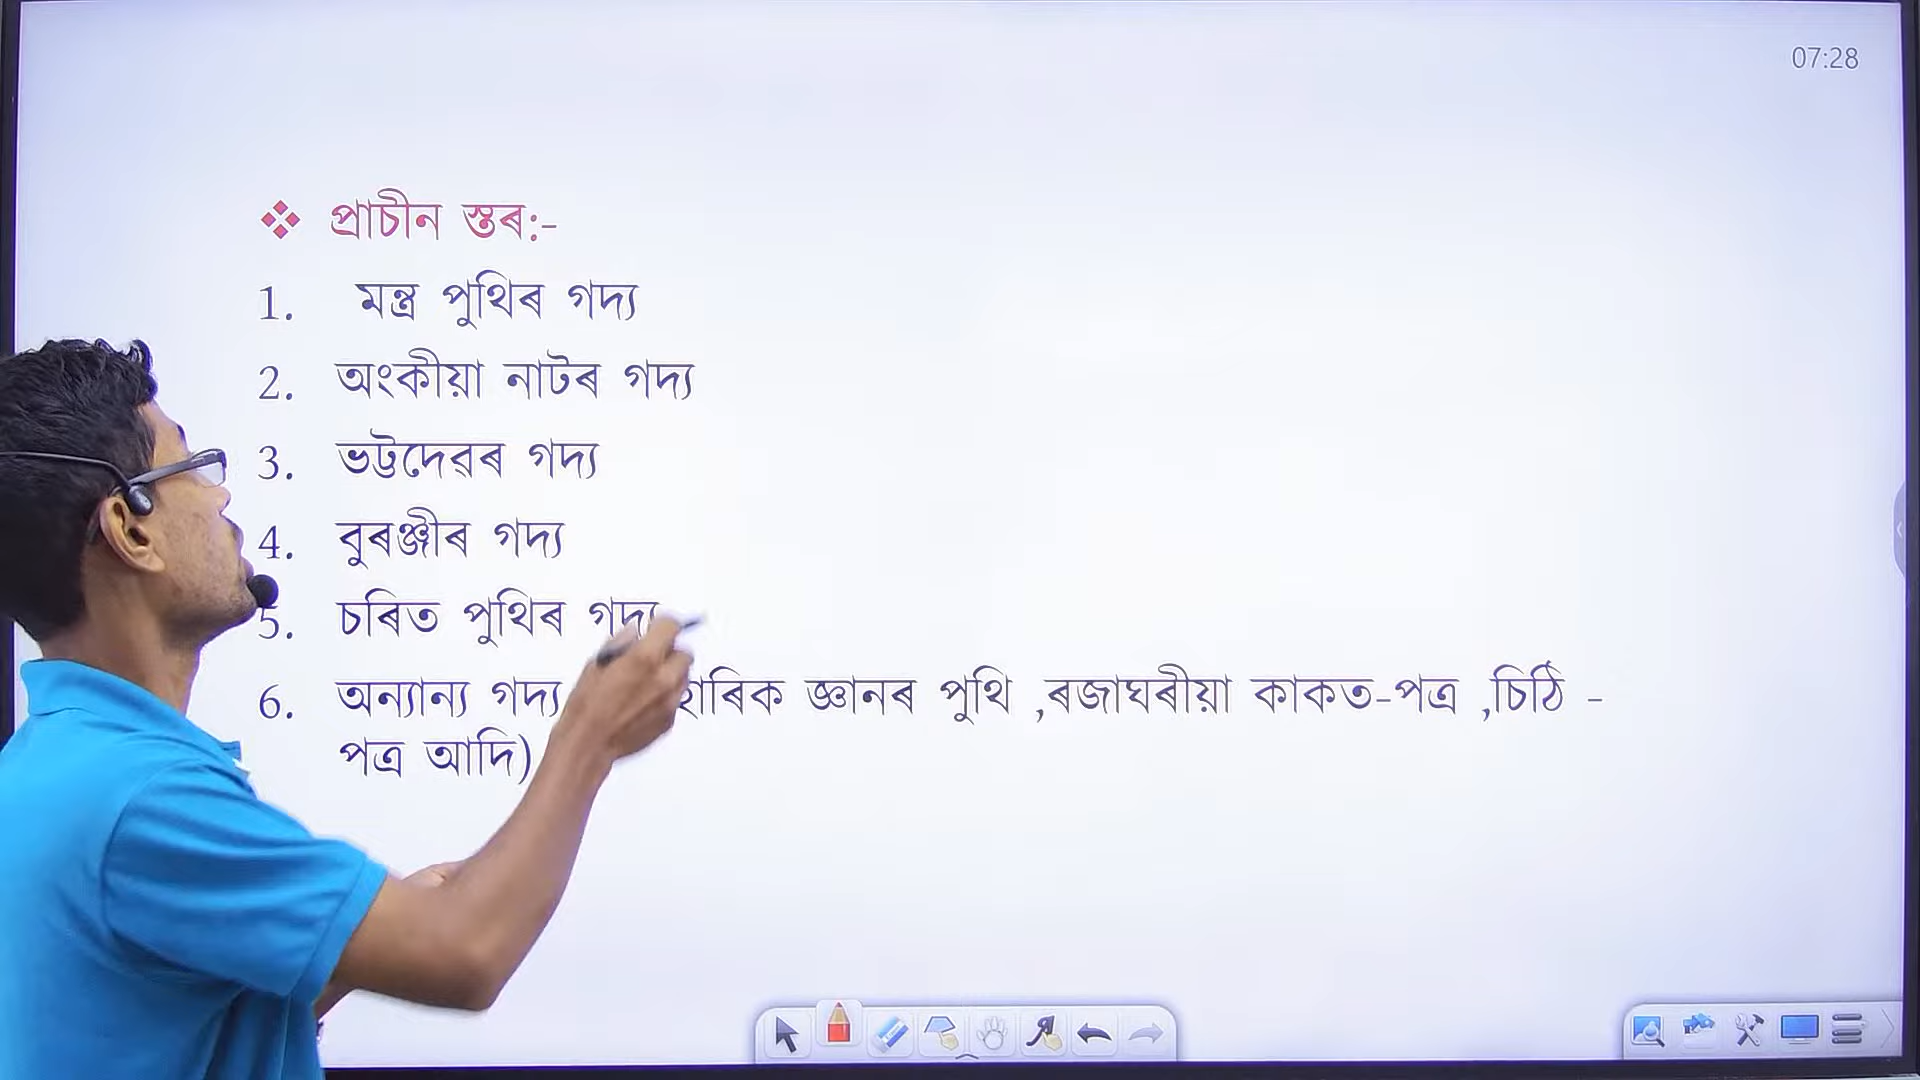 07:28
❖ প্ৰাচীন স্তৰ:-
1. মন্ত্ৰ পুথিৰ গদ্য
2. অংকীয়া নাটৰ গদ্য
3. ভট্টদেৱৰ গদ্য
4. বুৰঞ্জীৰ গদ্য
5. চৰিত পুথিৰ গদ্য
6. অন্যান্য গদ্য জ্ঞানৰ পুথি ,ৰজাঘৰীয়া কাকত-পত্ৰ ,চিঠি -
পত্ৰ আদি)